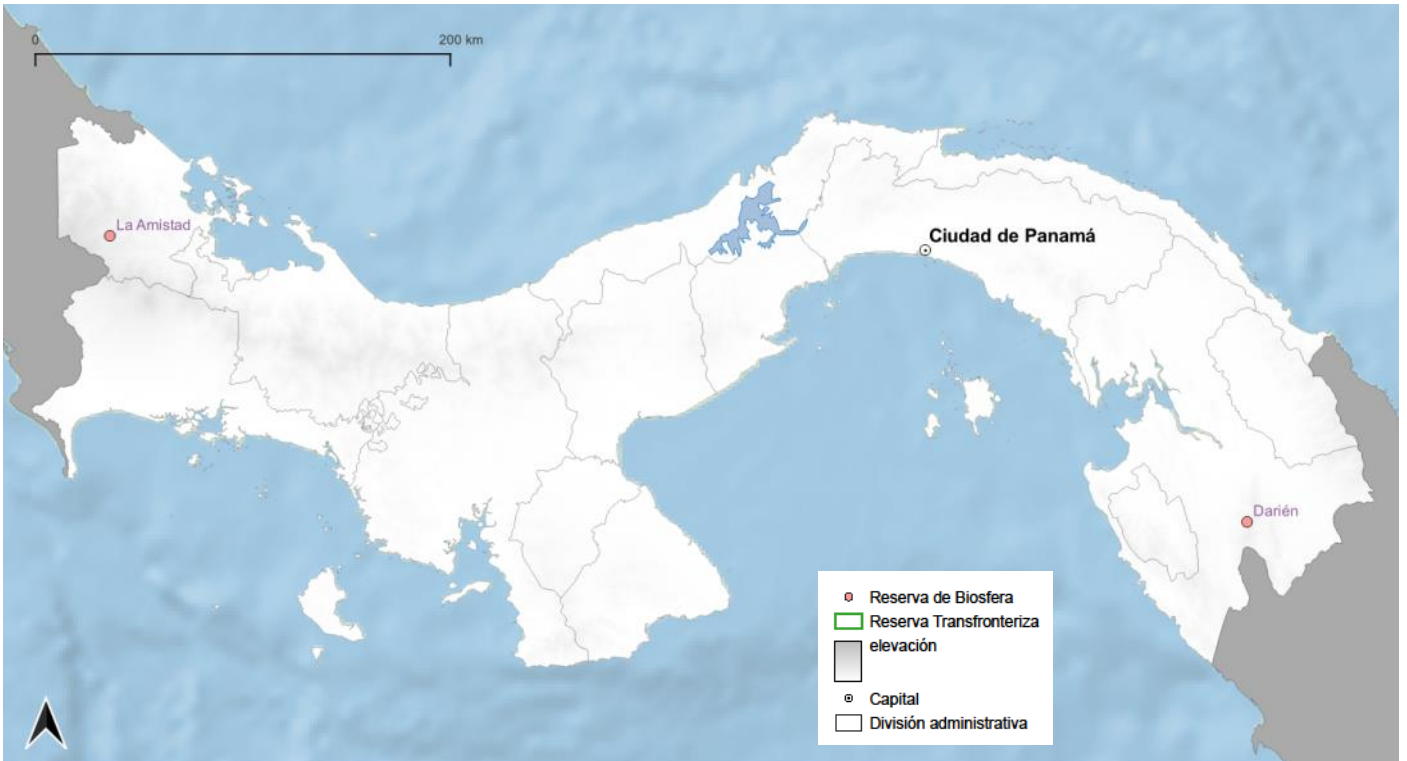 0
200 km
La Amistad
Ciudad de Panamá
Darién
Reserva de Biosfera
Reserva Transfronteriza
elevación
Capital
División administrativa